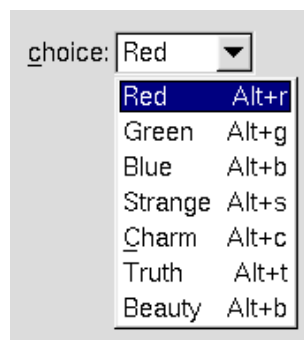 choice: Red
Red Alt+r
Green Alt+g
Blue Alt+b
Strange Alt+s
Charm Alt+c
Truth Alt+t
Beauty Alt+b